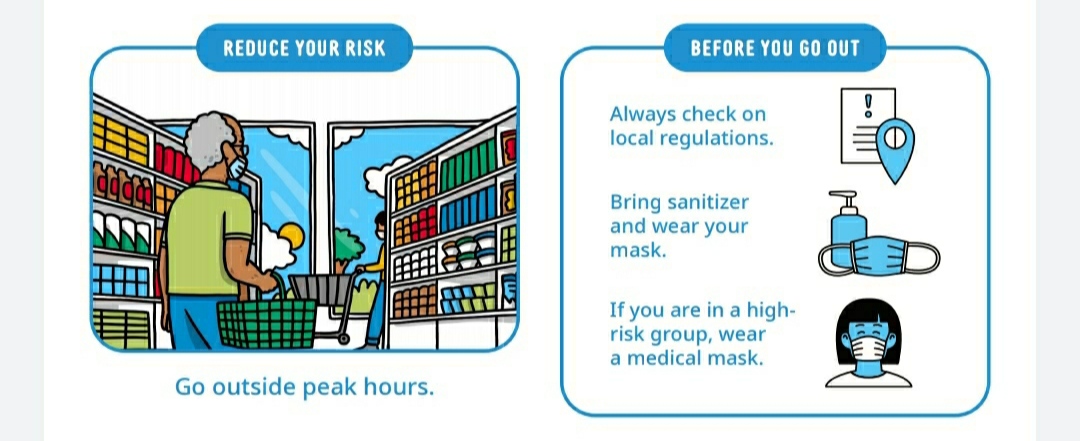 REDUCE YOUR RISK
Go outside peak hours.
BEFORE YOU GO OUT
Always check on
local regulations.
Bring sanitizer
and wear your
mask.
If you are in a high-
risk group, wear
a medical mask.